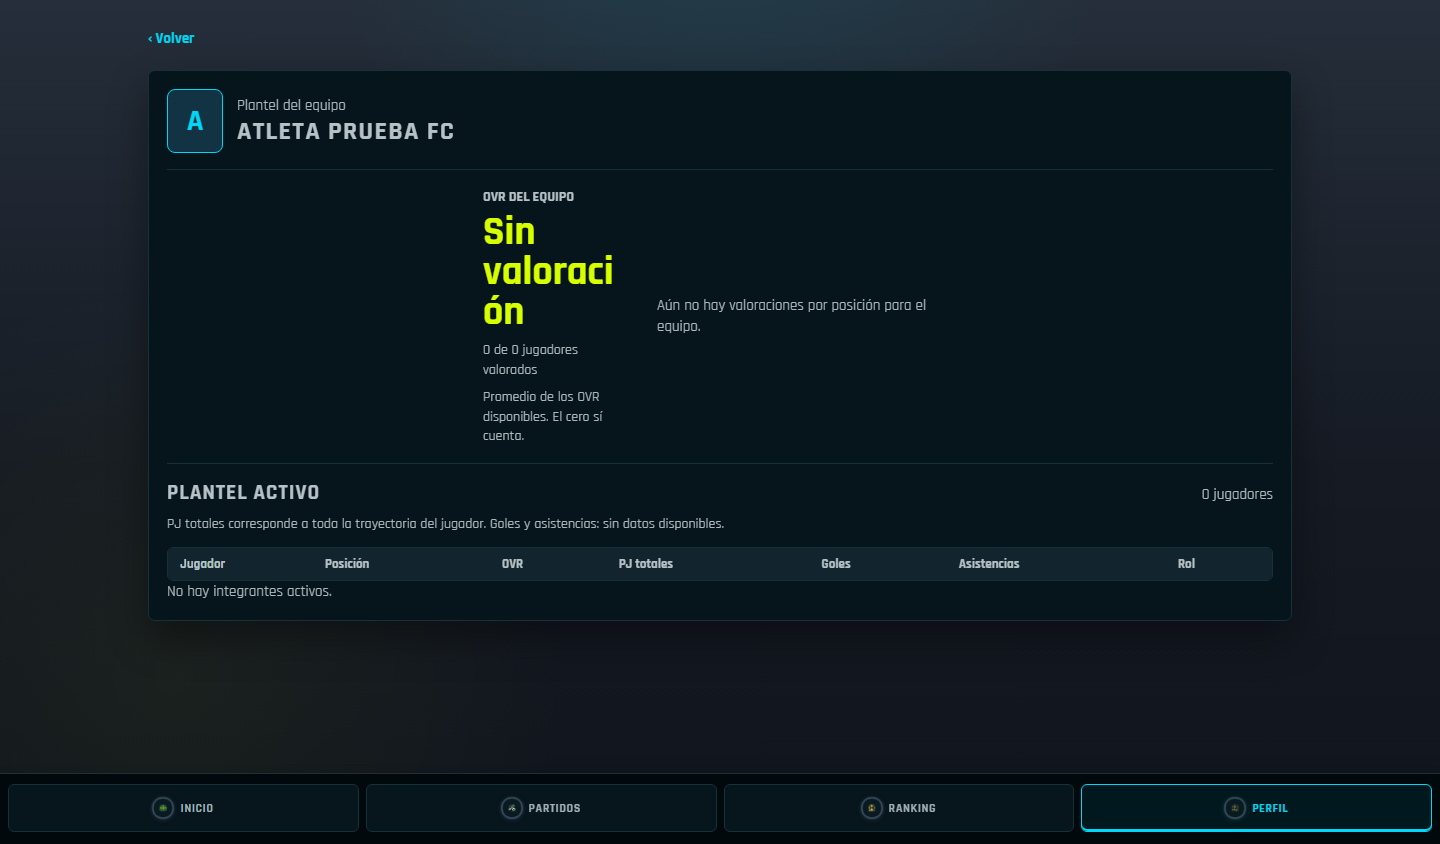 ‹ Volver
A
Plantel del equipo
ATLETA PRUEBA FC
OVR DEL EQUIPO
Sin
valoraci
ón
0 de 0 jugadores
valorados
Promedio de los OVR
disponibles. El cero sí
cuenta.
Aún no hay valoraciones por posición para el
equipo.
PLANTEL ACTIVO
0 jugadores
PJ totales corresponde a toda la trayectoria del jugador. Goles y asistencias: sin datos disponibles.
Jugador Posición OVR PJ totales Goles Asistencias Rol
No hay integrantes activos.
INICIO PARTIDOS RANKING PERFIL